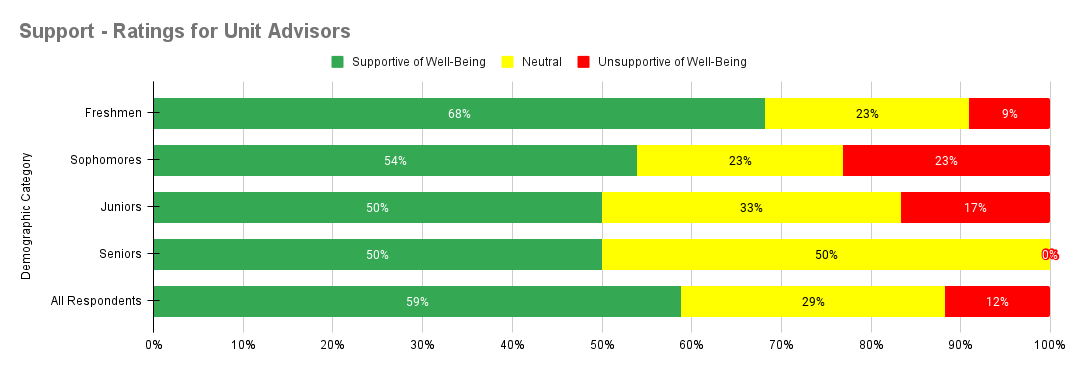 Support - Ratings for Unit Advisors
Supportive of Well-Being Neutral Unsupportive of Well-Being
Demographic Category
Freshmen 68% 23% 9%
Sophomores 54% 23% 23%
Juniors 50% 33% 17%
Seniors 50% 50% 0%
All Respondents 59% 29% 12%
0% 10% 20% 30% 40% 50% 60% 70% 80% 90% 100%